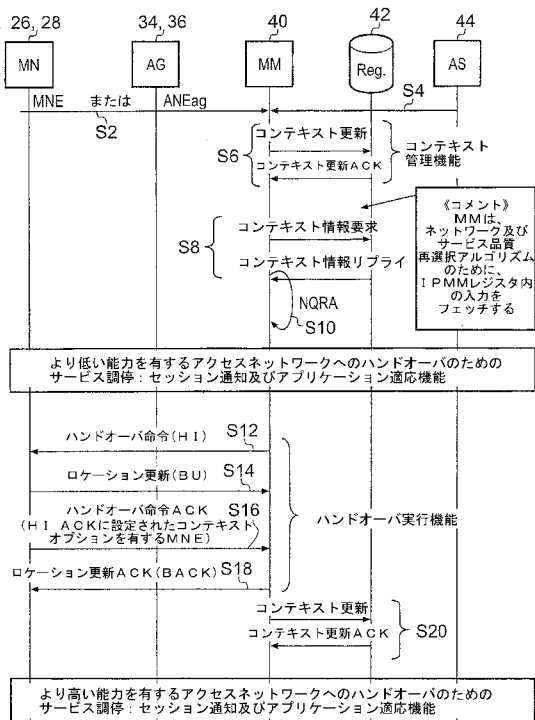 26, 28
34, 36
40
42
44
MN
AG
MM
Reg.
AS
MNE
または
ANEag
S2
S4
コンテキスト更新
S6
コンテキスト更新ACK
コンテキスト
管理機能
《コメント》
MMは、
ネットワーク及び
サービス品質
再選択アルゴリズム
のために、
IPMMレジスタ内
の入力を
フェッチする
コンテキスト情報要求
S8
コンテキスト情報リプライ
NQRA
S10
より低い能力を有するアクセスネットワークへのハンドオーバのための
サービス調停:セッション通知及びアプリケーション適応機能
ハンドオーバ命令(HI)
S12
ロケーション更新(BU)
S14
ハンドオーバ命令ACK
S16
(HI ACKに設定されたコンテキスト
オプションを有するMNE)
ハンドオーバ実行機能
ロケーション更新ACK(BACK)
S18
コンテキスト更新
コンテキスト更新ACK
S20
より高い能力を有するアクセスネットワークへのハンドオーバのための
サービス調停:セッション通知及びアプリケーション適応機能